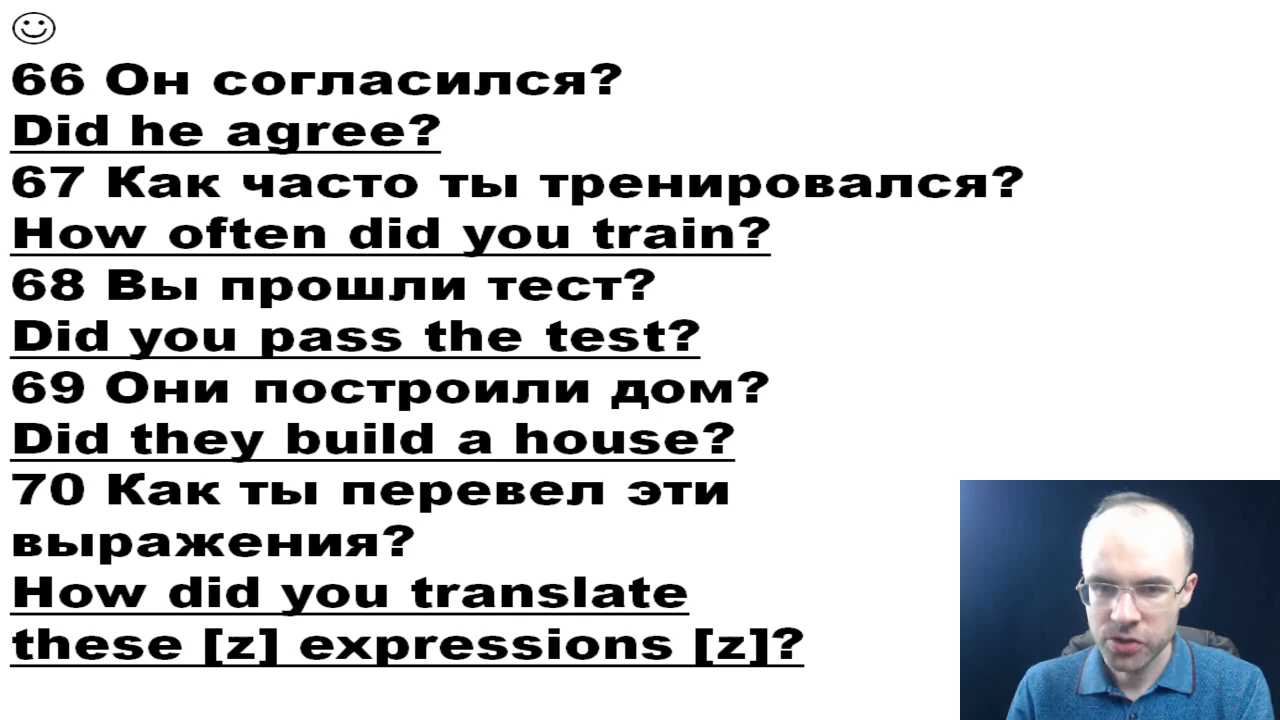 66 Он согласился?
Did he agree?
67 Как часто ты тренировался?
How often did you train?
68 Вы прошли тест?
Did you pass the test?
69 Они построили дом?
Did they build a house?
70 Как ты перевел эти
выражения?
How did you translate
these [z] expressions [z]?